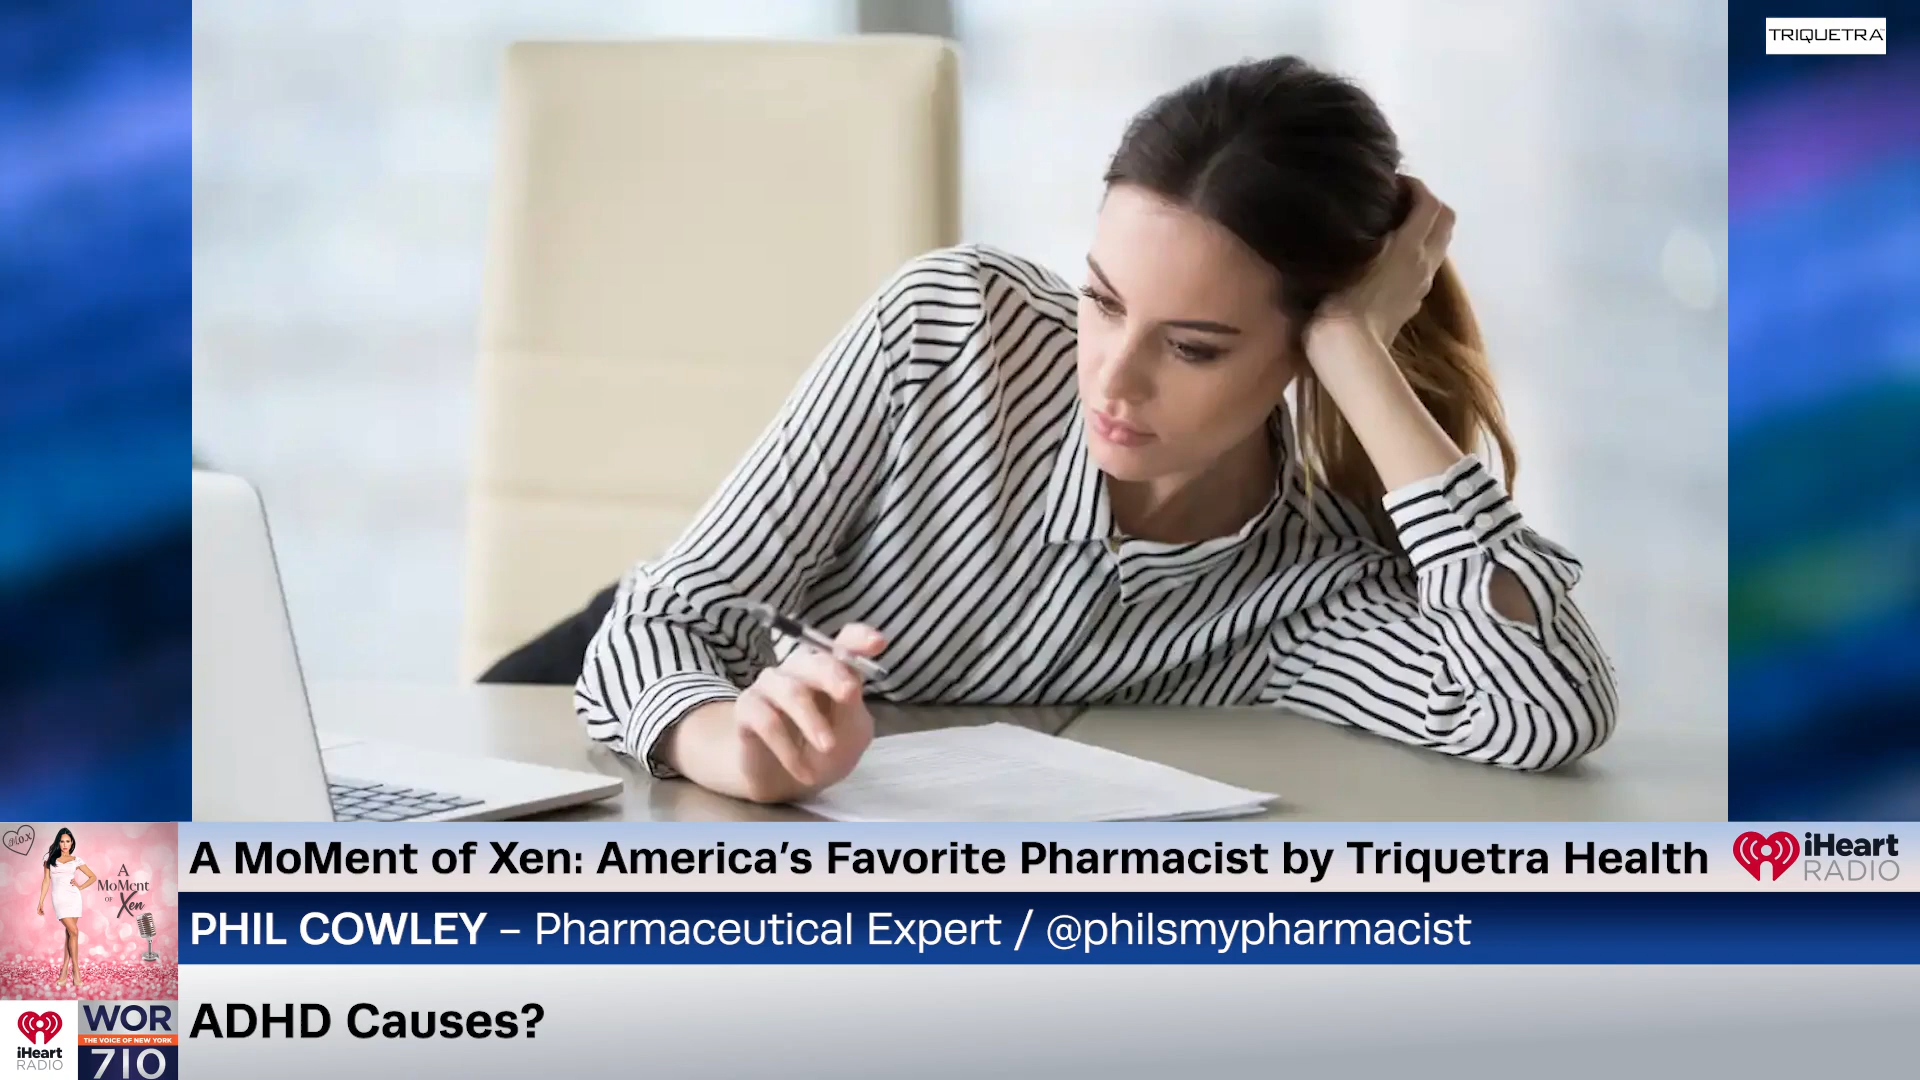 TRIQUETRA
A MoMent of Xen: America's Favorite Pharmacist by Triquetra Health
iHeart
RADIO
PHIL COWLEY – Pharmaceutical Expert / @philsmypharmacist
ADHD Causes?
M.O.X
A
MoMent
OF Xen
iHeart
RADIO
WOR
THE VOICE OF NEW YORK
710